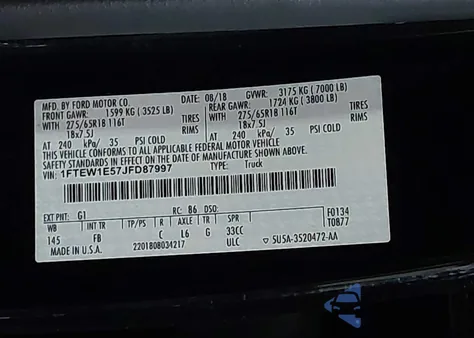 MFD. BY FORD MOTOR CO. DATE: 08/18 GVWR: 3175 KG (7000 LB)
FRONT GAWR: 1599 KG (3525 LB) REAR GAWR: 1724 KG (3800 LB)
WITH 275/65R18 116T TIRES WITH 275/65R18 116T TIRES
18x7.5J RIMS 18x7.5J RIMS
AT 240 kPa/ 35 PSI COLD AT 240 kPa/ 35 PSI COLD
THIS VEHICLE CONFORMS TO ALL APPLICABLE FEDERAL MOTOR VEHICLE
SAFETY STANDARDS IN EFFECT ON THE DATE OF MANUFACTURE SHOWN ABOVE.
VIN: 1FTEW1E57JFD87997 TYPE: Truck
EXT PNT: G1 RC: B6 DSO: F0134
WB INT TR TP/PS R AX TR SPR T0877
145 FB C L6 G 33CC
MADE IN U.S.A. 2201808034217 ULC ▽ 5U5A-3520472-AA